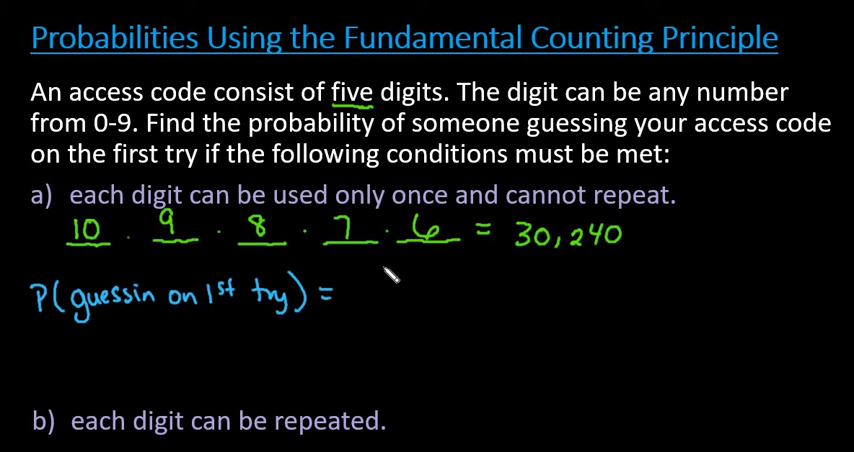 Probabilities Using the Fundamental Counting Principle
An access code consist of five digits. The digit can be any number
from 0-9. Find the probability of someone guessing your access code
on the first try if the following conditions must be met:
a) each digit can be used only once and cannot repeat.
10 · 9 · 8 · 7 · 6 = 30,240
P(guessin on 1st try) =
b) each digit can be repeated.